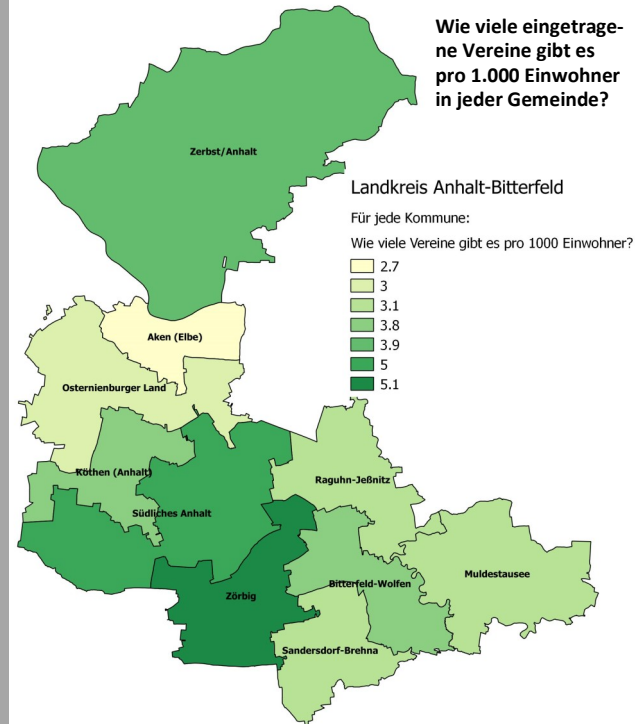 Wie viele eingetrage-
ne Vereine gibt es
pro 1.000 Einwohner
in jeder Gemeinde?
Zerbst/Anhalt
Landkreis Anhalt-Bitterfeld
Für jede Kommune:
Wie viele Vereine gibt es pro 1000 Einwohner?
2.7
3
3.1
3.8
3.9
5
5.1
Aken (Elbe)
Osternienburger Land
Köthen (Anhalt)
Raguhn-Jeßnitz
Südliches Anhalt
Muldestausee
Bitterfeld-Wolfen
Zörbig
Sandersdorf-Brehna